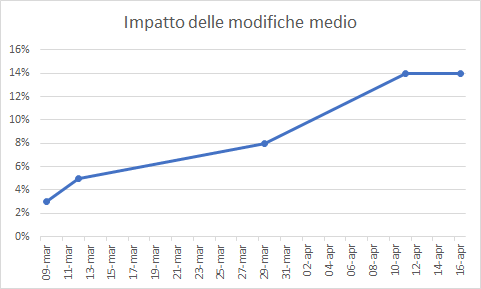 Impatto delle modifiche medio
16%
14%
12%
10%
8%
6%
4%
2%
0%
09-mar
11-mar
13-mar
15-mar
17-mar
19-mar
21-mar
23-mar
25-mar
27-mar
29-mar
31-mar
02-apr
04-apr
06-apr
08-apr
10-apr
12-apr
14-apr
16-apr